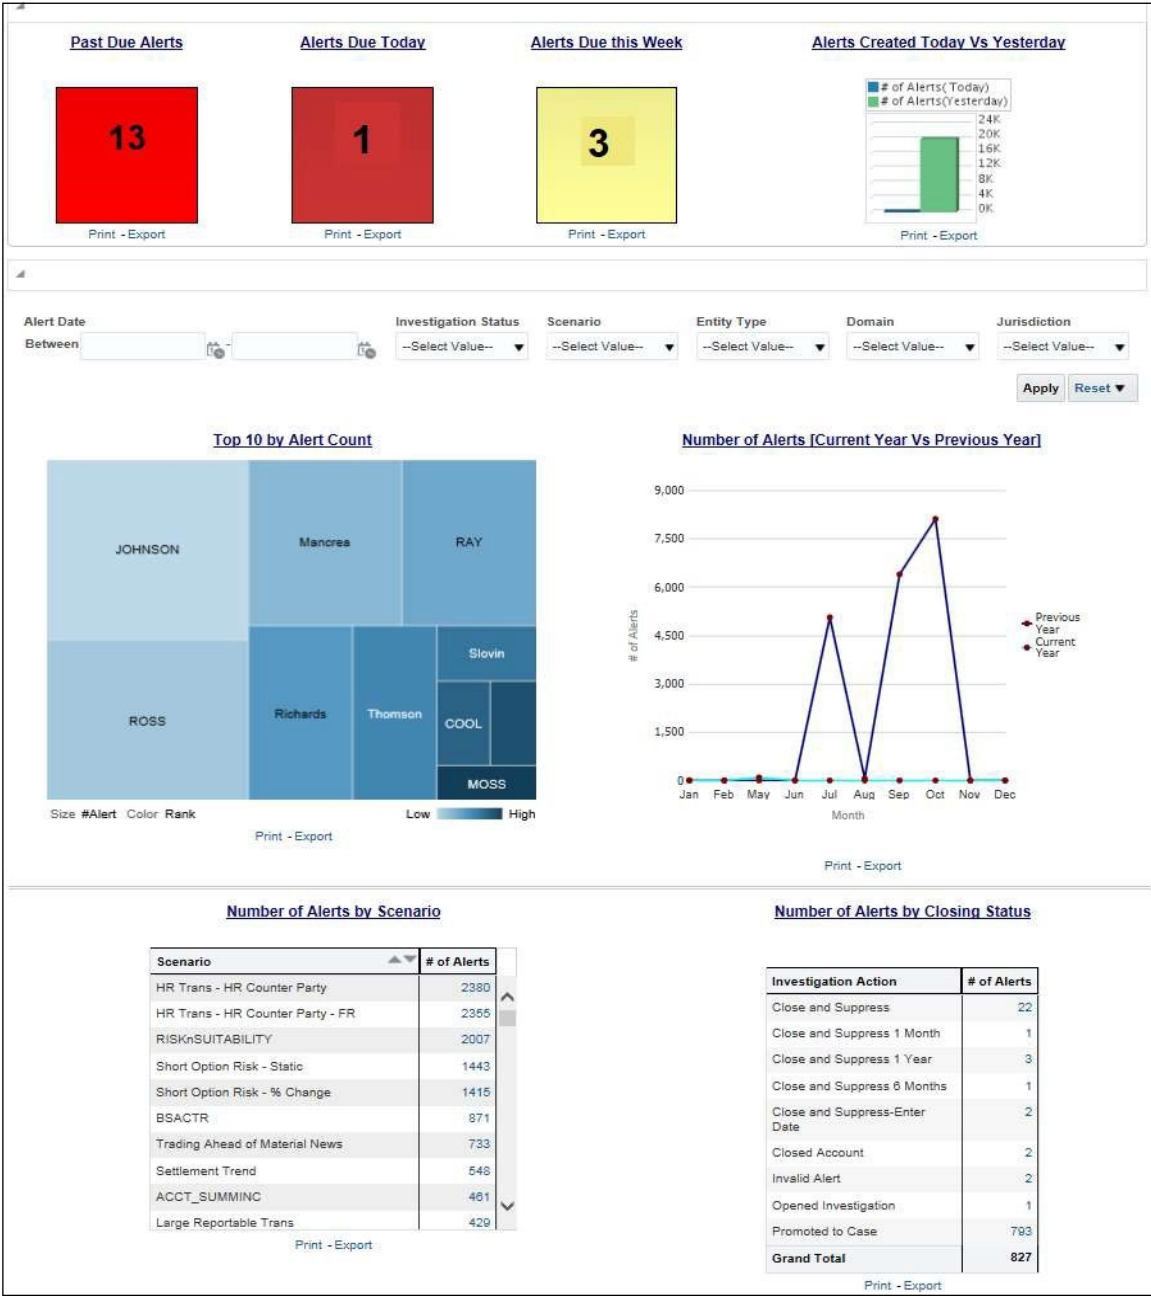 Past Due Alerts
Alerts Due Today
Alerts Due this Week
Alerts Created Today Vs Yesterday
13
1
3
# of Alerts( Today)
# of Alerts(Yesterday)
24K
20K
16K
12K
8K
4K
0K
Print - Export
Print - Export
Print - Export
Print - Export
Alert Date
Between
-
Investigation Status
--Select Value--
Scenario
--Select Value--
Entity Type
--Select Value--
Domain
--Select Value--
Jurisdiction
--Select Value--
Apply
Reset
Top 10 by Alert Count
JOHNSON
Mancrea
RAY
ROSS
Richards
Thomson
Slovin
COOL
MOSS
Size #Alert Color Rank
Low
High
Print - Export
Number of Alerts [Current Year Vs Previous Year]
9,000
7,500
6,000
4,500
3,000
1,500
0
# of Alerts
Jan Feb May Jun Jul Aug Sep Oct Nov Dec
Month
Previous
Year
Current
Year
Print - Export
Number of Alerts by Scenario
Scenario # of Alerts
HR Trans - HR Counter Party 2380
HR Trans - HR Counter Party - FR 2355
RISKnSUITABILITY 2007
Short Option Risk - Static 1443
Short Option Risk - % Change 1415
BSACTR 871
Trading Ahead of Material News 733
Settlement Trend 548
ACCT_SUMMINC 461
Large Reportable Trans 429
Print - Export
Number of Alerts by Closing Status
Investigation Action # of Alerts
Close and Suppress 22
Close and Suppress 1 Month 1
Close and Suppress 1 Year 3
Close and Suppress 6 Months 1
Close and Suppress-Enter 2
Date
Closed Account 2
Invalid Alert 2
Opened Investigation 1
Promoted to Case 793
Grand Total 827
Print - Export